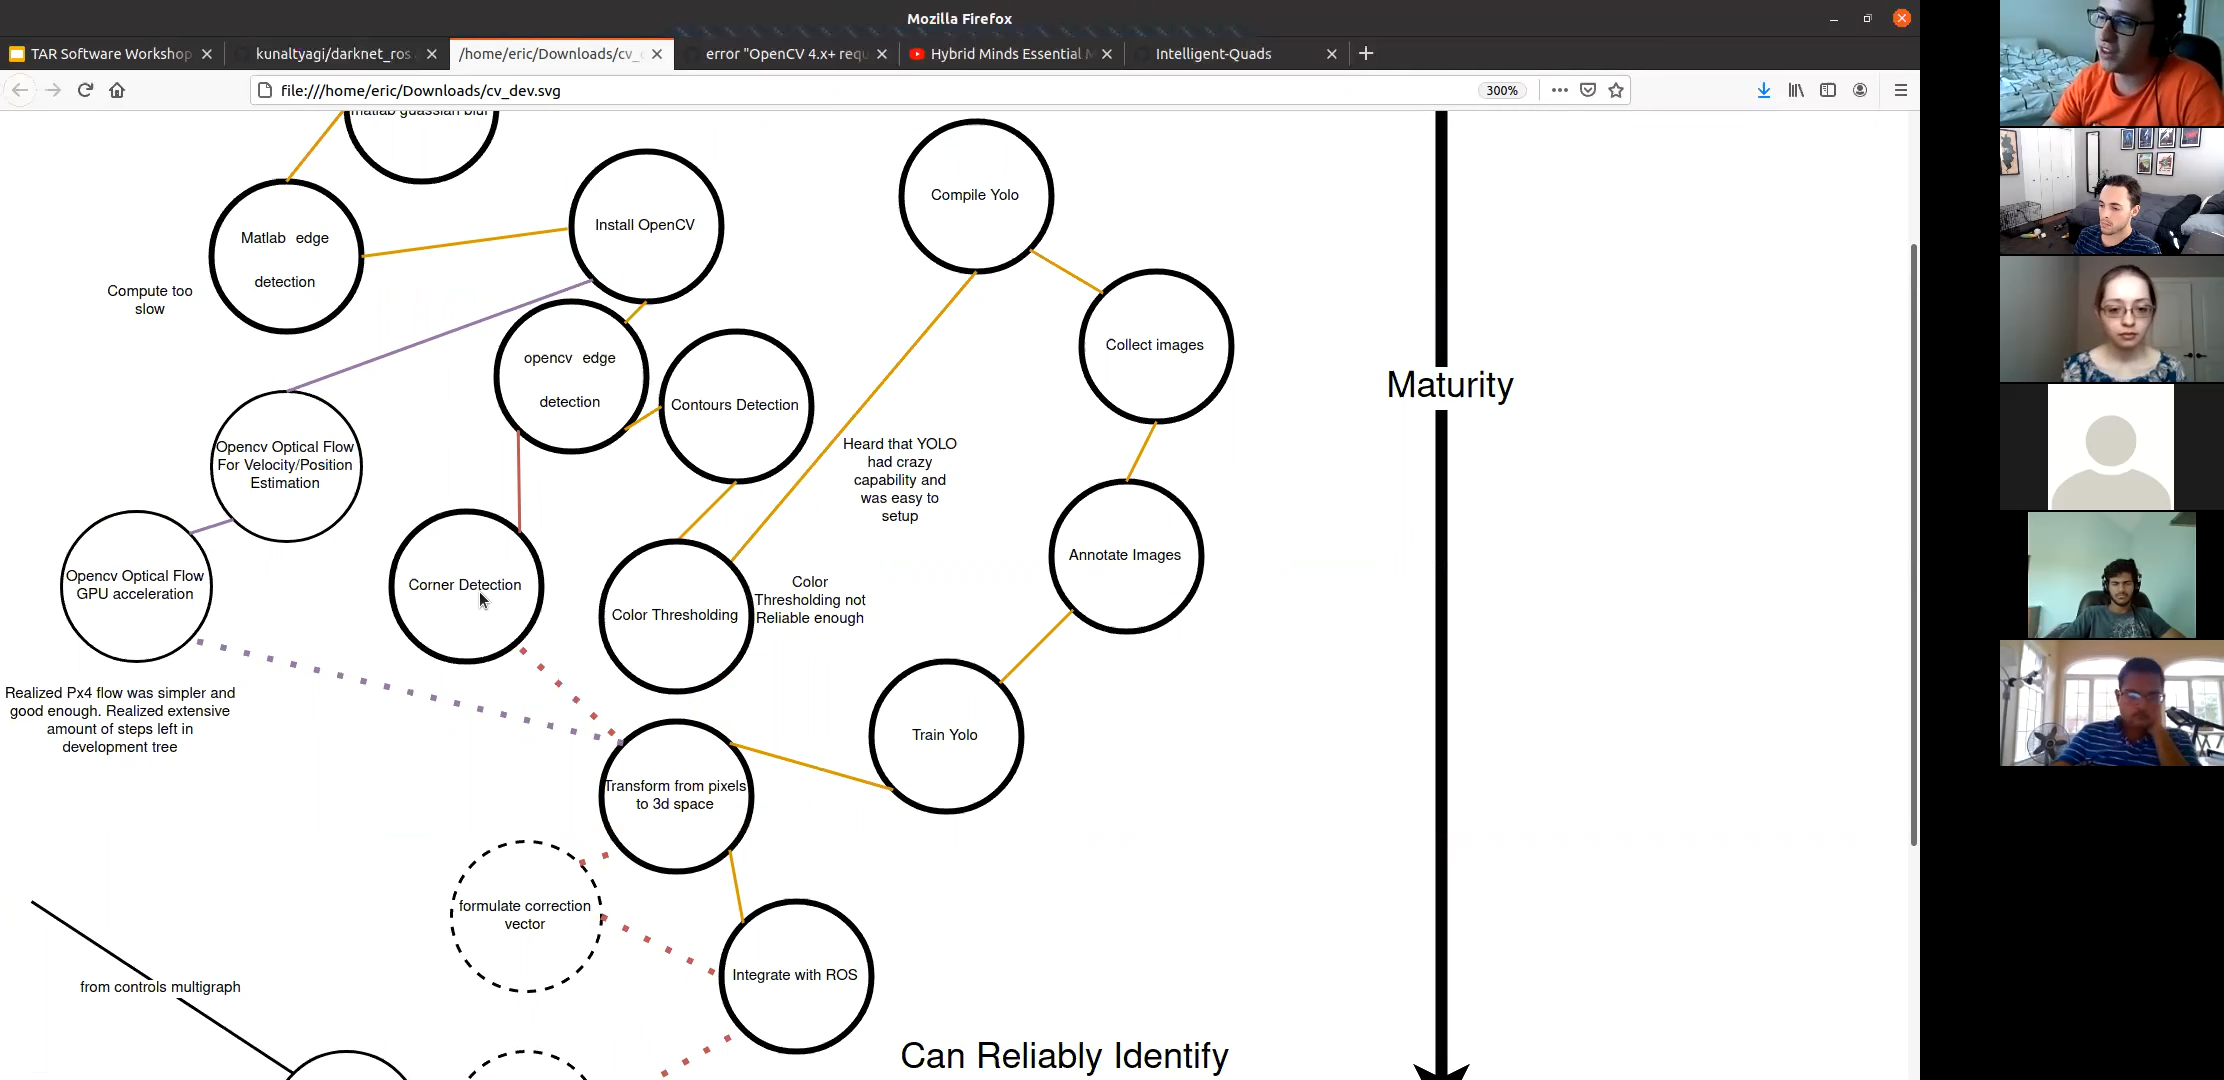 Mozilla Firefox
TAR Software Workshop
kunaltyagi/darknet_ros
/home/eric/Downloads/cv_
error "OpenCV 4.x+ requ
Hybrid Minds Essential M
Intelligent-Quads
file:///home/eric/Downloads/cv_dev.svg
300%
matlab guassian blur
Matlab edge
detection
Install OpenCV
Compile Yolo
Compute too
slow
opencv edge
detection
Contours Detection
Collect images
Maturity
Opencv Optical Flow
For Velocity/Position
Estimation
Heard that YOLO
had crazy
capability and
was easy to
setup
Opencv Optical Flow
GPU acceleration
Corner Detection
Color Thresholding
Color
Thresholding not
Reliable enough
Annotate Images
Realized Px4 flow was simpler and
good enough. Realized extensive
amount of steps left in
development tree
Train Yolo
Transform from pixels
to 3d space
formulate correction
vector
Integrate with ROS
from controls multigraph
Can Reliably Identify